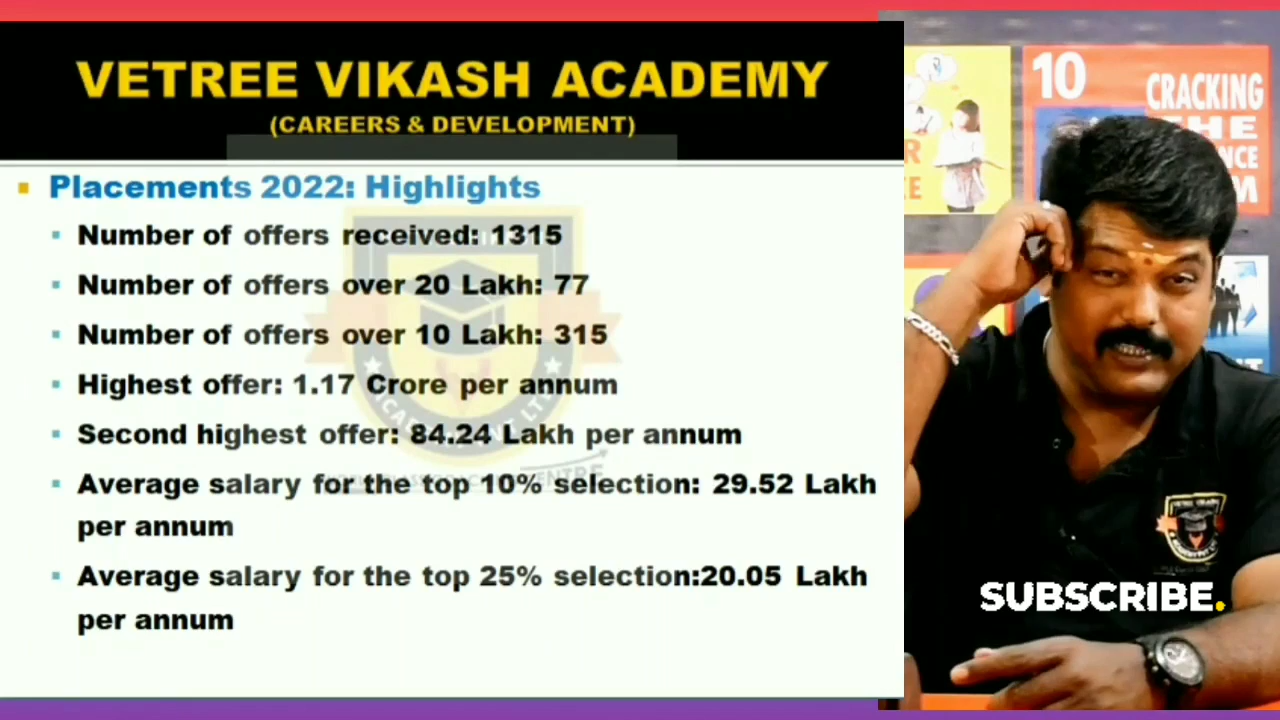 VETREE VIKASH ACADEMY
(CAREERS & DEVELOPMENT)
Placements 2022: Highlights
Number of offers received: 1315
Number of offers over 20 Lakh: 77
Number of offers over 10 Lakh: 315
Highest offer: 1.17 Crore per annum
Second highest offer: 84.24 Lakh per annum
Average salary for the top 10% selection: 29.52 Lakh
per annum
Average salary for the top 25% selection:20.05 Lakh
per annum
10
CRACKING
THE
SUBSCRIBE.